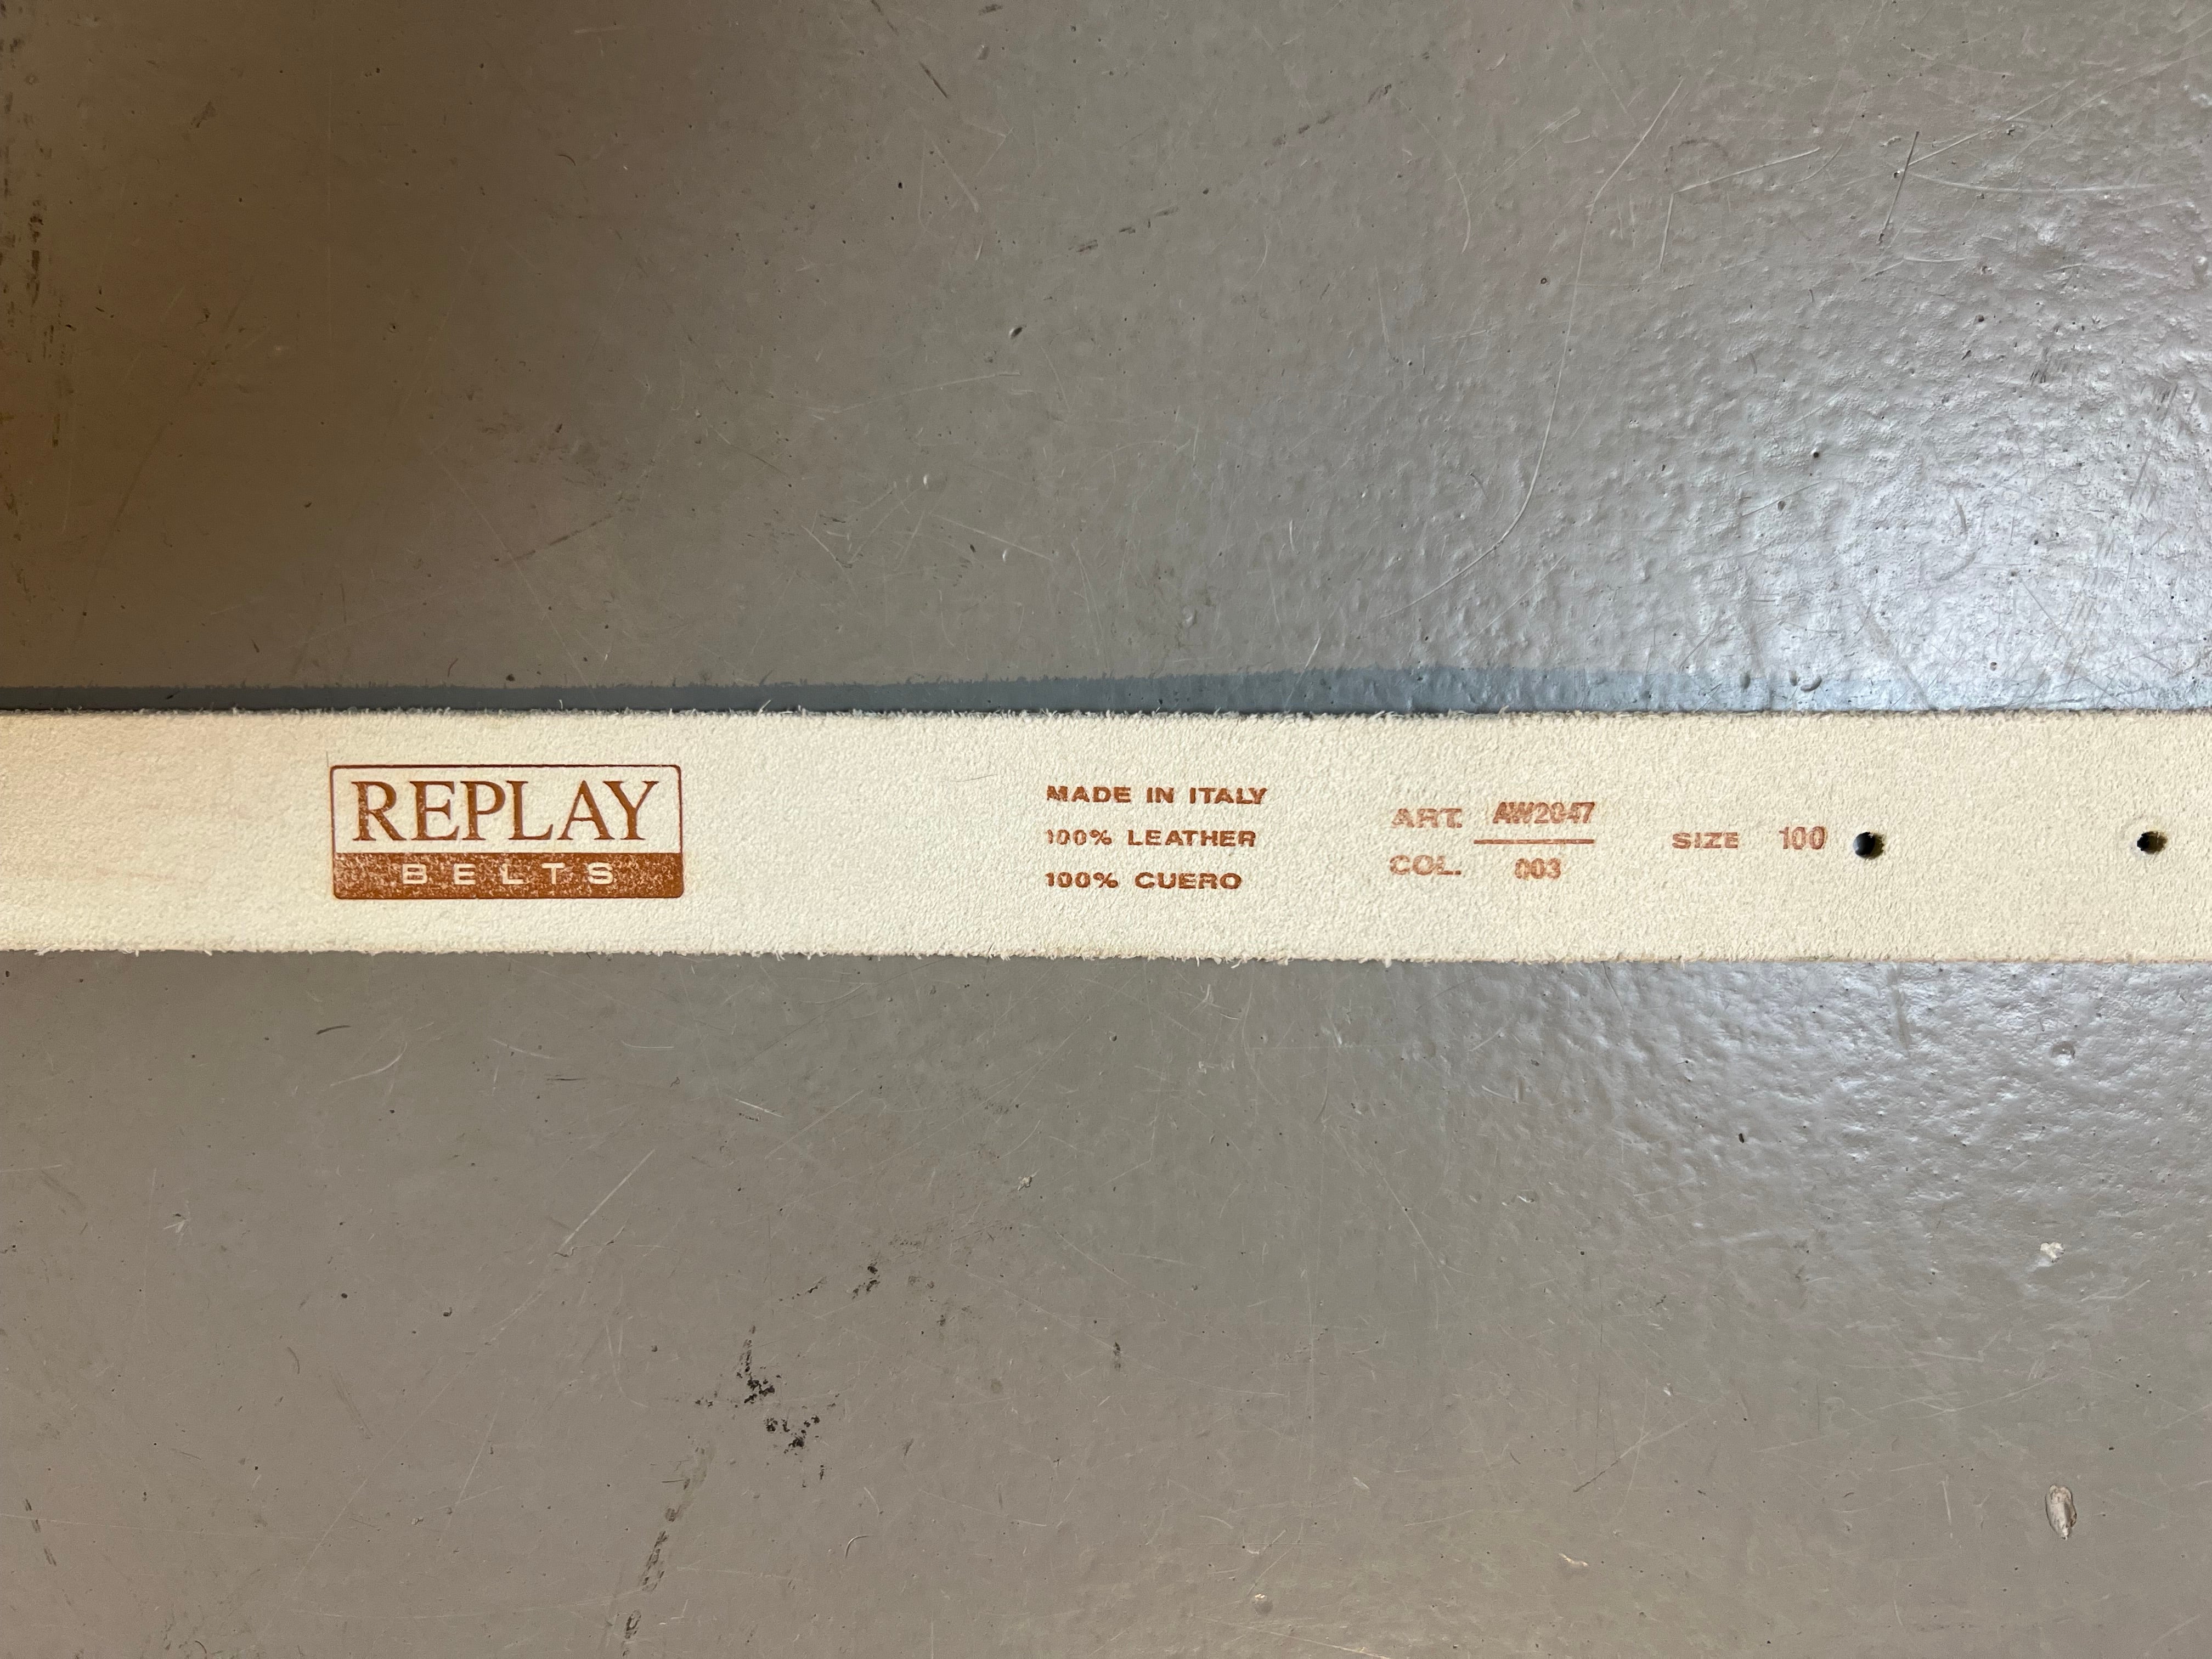 REPLAY
BELTS
MADE IN ITALY
100% LEATHER
100% CUERO
ART. AW2047
COL. 003
SIZE 100